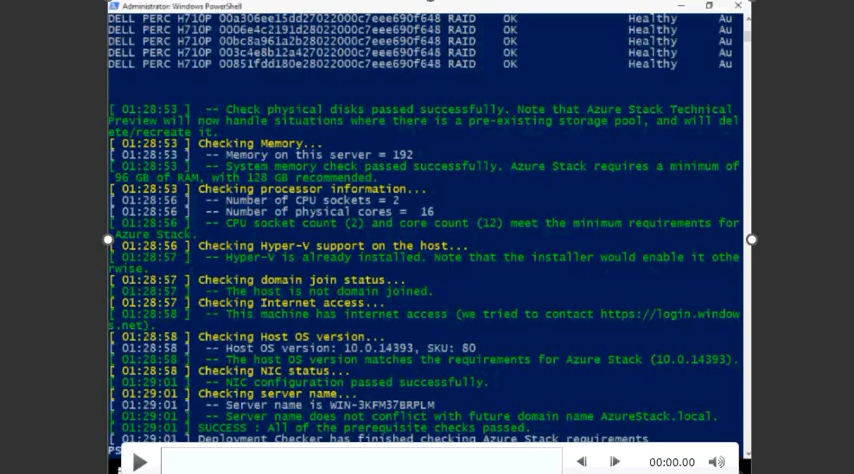 Administrator: Windows PowerShell
DELL PERC H710P 00a306ee15dd27022000c7eee690f648 RAID OK Healthy Au
DELL PERC H710P 0006e4c2191d28022000c7eee690f648 RAID OK Healthy Au
DELL PERC H710P 00bc8a961a2b28022000c7eee690f648 RAID OK Healthy Au
DELL PERC H710P 003c4e8b12a427022000c7eee690f648 RAID OK Healthy Au
DELL PERC H710P 00851fdd180e28022000c7eee690f648 RAID OK Healthy Au
[ 01:28:53 ] -- Check physical disks passed successfully. Note that Azure Stack Technical
Preview will now handle situations where there is a pre-existing storage pool, and will del
ete/recreate it.
[ 01:28:53 ] Checking Memory...
[ 01:28:53 ] -- Memory on this server = 192
[ 01:28:53 ] -- System memory check passed successfully. Azure Stack requires a minimum of
96 GB of RAM, with 128 GB recommended.
[ 01:28:53 ] Checking processor information...
[ 01:28:56 ] -- Number of CPU sockets = 2
[ 01:28:56 ] -- Number of physical cores = 16
[ 01:28:56 ] -- CPU socket count (2) and core count (12) meet the minimum requirements for
Azure Stack.
[ 01:28:56 ] Checking Hyper-V support on the host...
[ 01:28:57 ] -- Hyper-V is already installed. Note that the installer would enable it othe
rwise.
[ 01:28:57 ] Checking domain join status...
[ 01:28:57 ] -- The host is not domain joined.
[ 01:28:57 ] Checking Internet access...
[ 01:28:58 ] -- This machine has internet access (we tried to contact https://login.window
s.net).
[ 01:28:58 ] Checking Host OS version...
[ 01:28:58 ] -- Host OS version: 10.0.14393, SKU: 80
[ 01:28:58 ] -- The host OS version matches the requirements for Azure Stack (10.0.14393).
[ 01:28:58 ] Checking NIC status...
[ 01:29:01 ] -- NIC configuration passed successfully.
[ 01:29:01 ] Checking server name...
[ 01:29:01 ] -- Server name is WIN-3KFM37BRPLM
[ 01:29:01 ] -- Server name does not conflict with future domain name AzureStack.local.
[ 01:29:01 ] SUCCESS : All of the prerequisite checks passed.
[ 01:29:01 ] Deployment Checker has finished checking Azure Stack requirements
PS
00:00.00